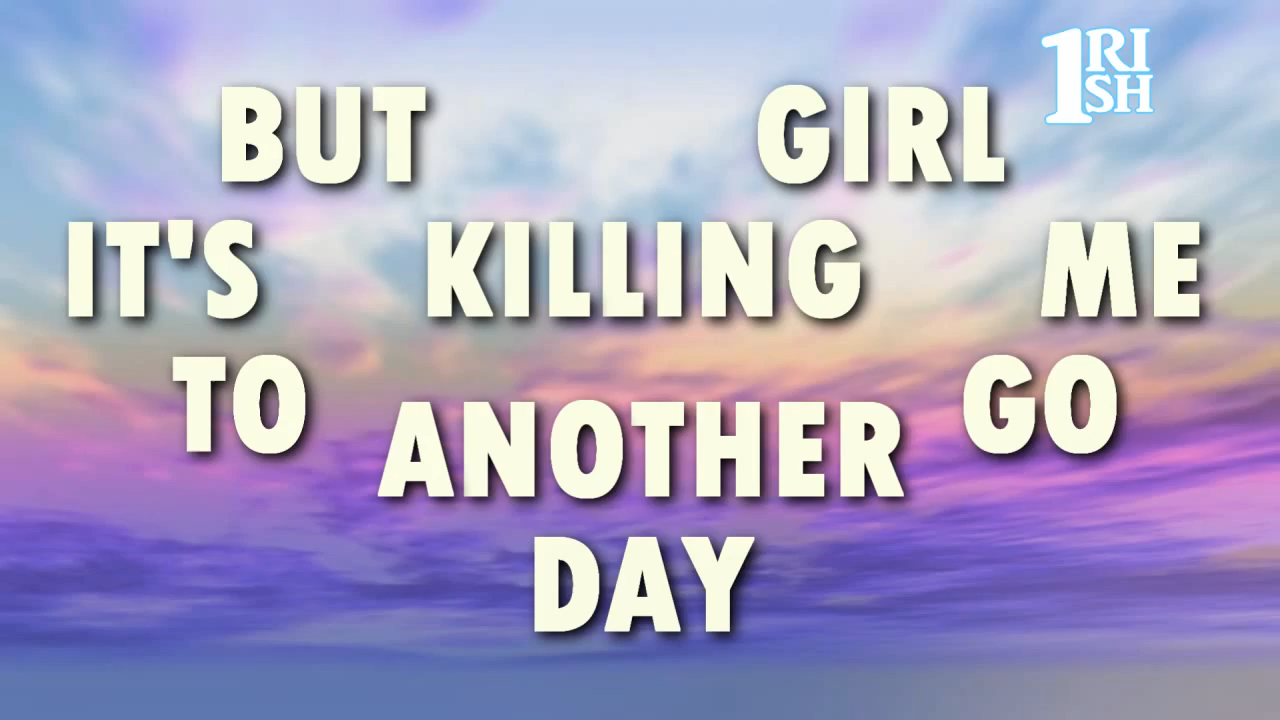 BUT GIRL
IT'S KILLING ME
TO GO
ANOTHER
DAY
1RISH